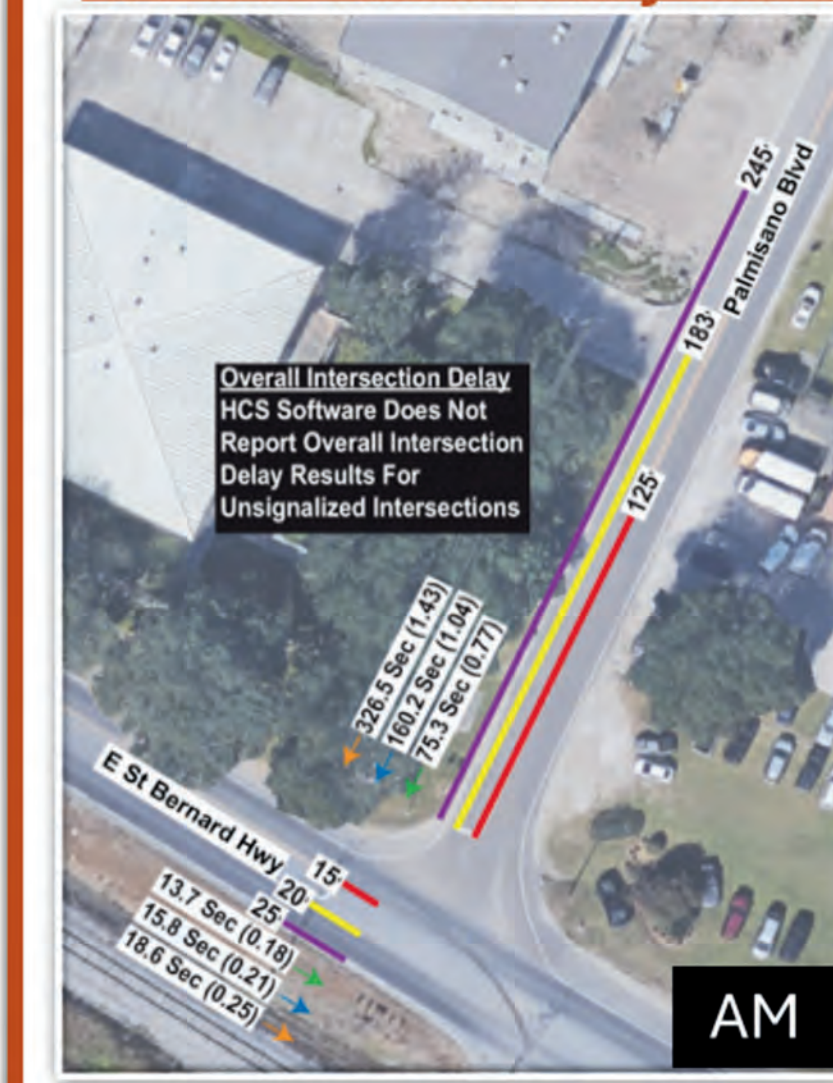 245'
Palmisano Blvd
183'
Overall Intersection Delay
HCS Software Does Not
Report Overall Intersection
Delay Results For
Unsignalized Intersections
125'
326.5 Sec (1.43)
160.2 Sec (1.04)
75.3 Sec (0.77)
E St Bernard Hwy
15'
20'
25'
13.7 Sec (0.18)
15.8 Sec (0.21)
18.6 Sec (0.25)
AM